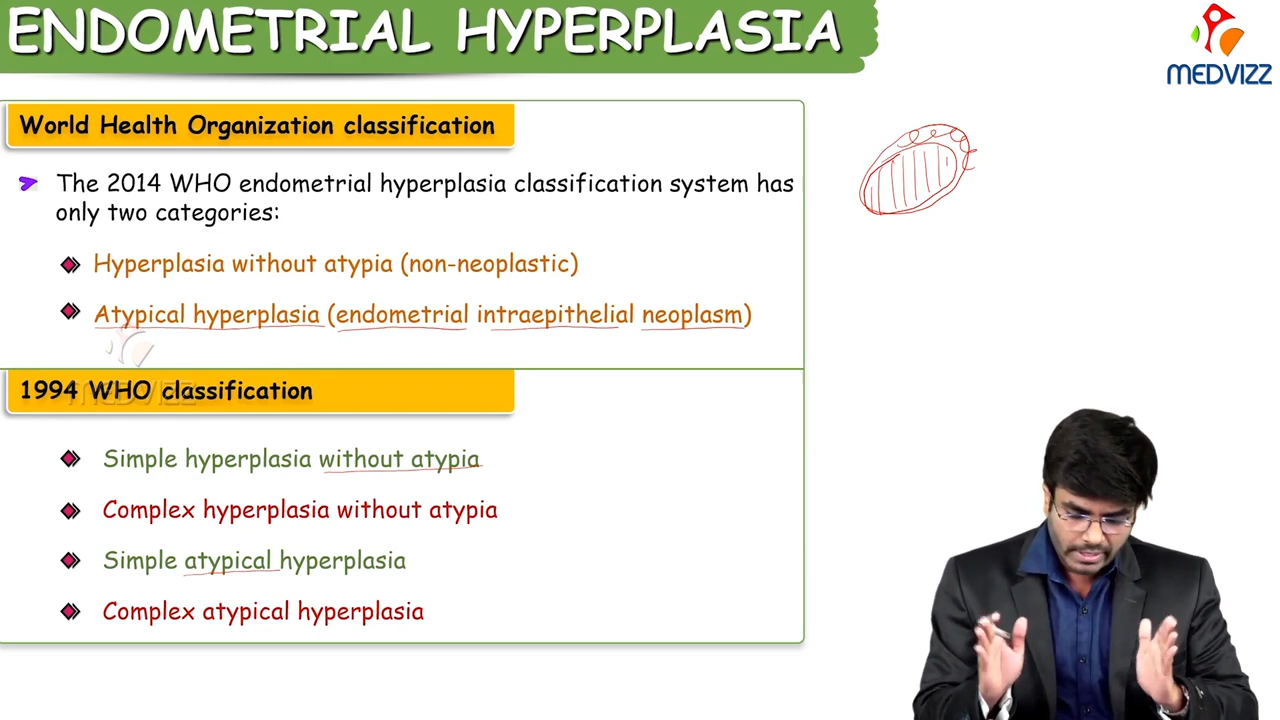 ENDOMETRIAL HYPERPLASIA
MEDVIZZ
World Health Organization classification
The 2014 WHO endometrial hyperplasia classification system has
only two categories:
Hyperplasia without atypia (non-neoplastic)
Atypical hyperplasia (endometrial intraepithelial neoplasm)
1994 WHO classification
MEDVIZZ
Simple hyperplasia without atypia
Complex hyperplasia without atypia
Simple atypical hyperplasia
Complex atypical hyperplasia